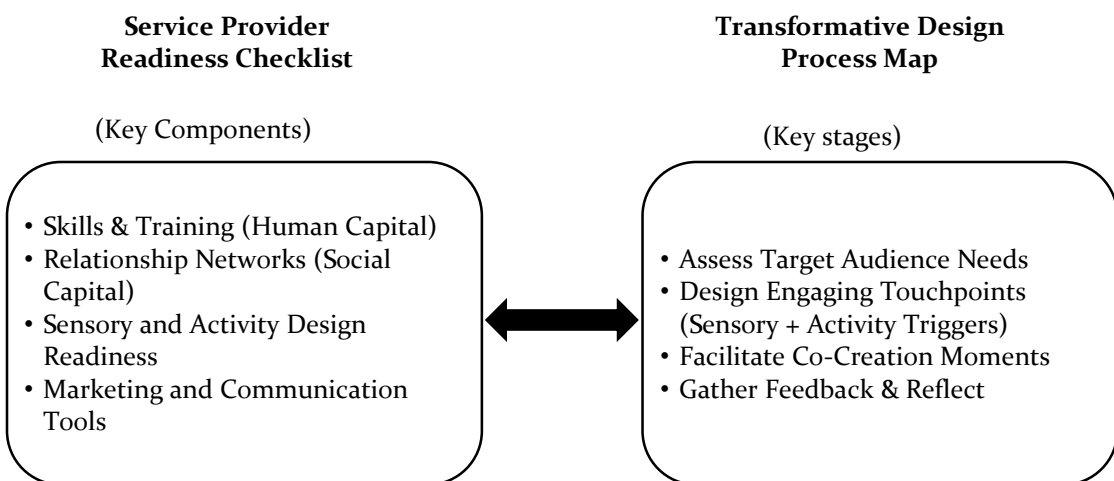 Service Provider
Readiness Checklist
(Key Components)
• Skills & Training (Human Capital)
• Relationship Networks (Social
Capital)
• Sensory and Activity Design
Readiness
• Marketing and Communication
Tools
Transformative Design
Process Map
(Key stages)
• Assess Target Audience Needs
• Design Engaging Touchpoints
(Sensory + Activity Triggers)
• Facilitate Co-Creation Moments
• Gather Feedback & Reflect